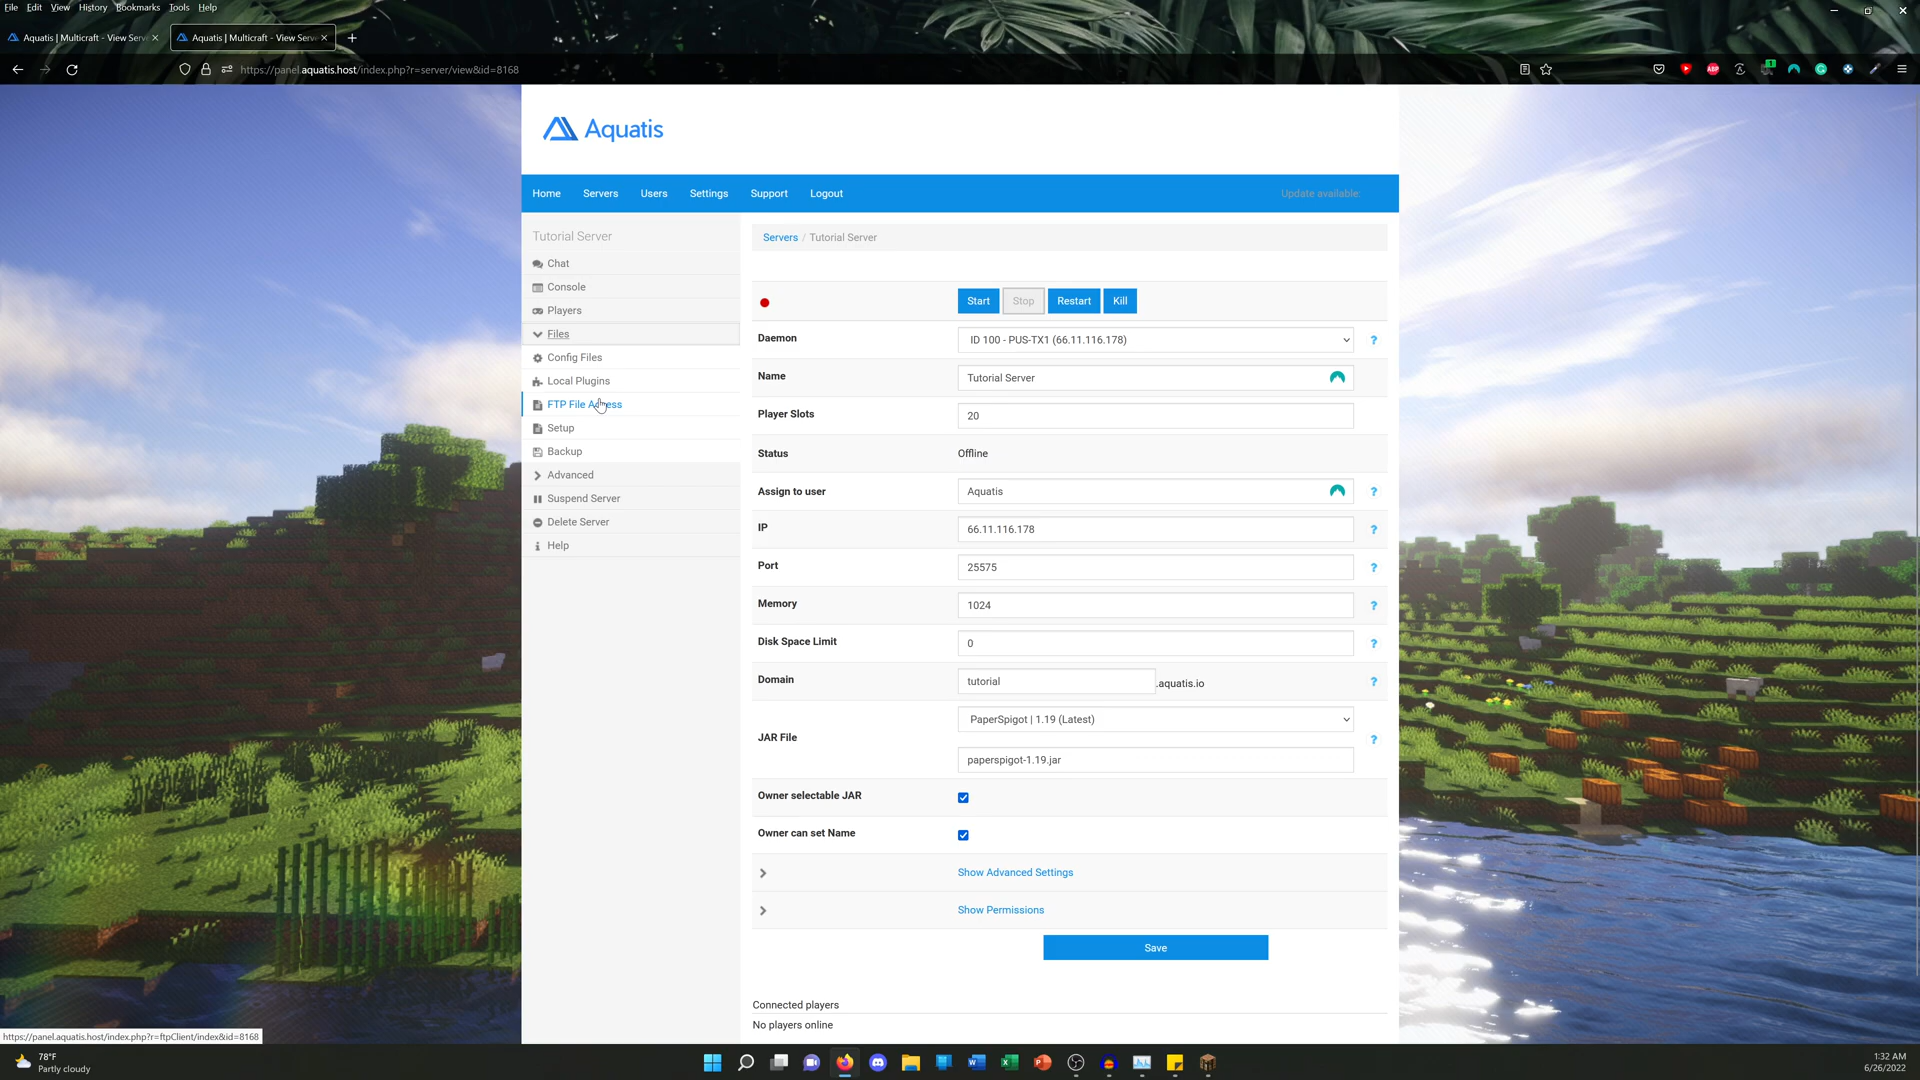 File Edit View History Bookmarks Tools Help
Aquatis | Multicraft - View Serve
Aquatis | Multicraft - View Serve
https://panel.aquatis.host/index.php?r=server/view&id=8168
ABP
1
Aquatis
Home Servers Users Settings Support Logout Update available:
Tutorial Server
Chat
Console
Players
Files
Config Files
Local Plugins
FTP File Access
Setup
Backup
Advanced
Suspend Server
Delete Server
Help
Servers / Tutorial Server
Start Stop Restart Kill
Daemon ID 100 - PUS-TX1 (66.11.116.178) ?
Name Tutorial Server
Player Slots 20
Status Offline
Assign to user Aquatis ?
IP 66.11.116.178 ?
Port 25575 ?
Memory 1024 ?
Disk Space Limit 0 ?
Domain tutorial .aquatis.io ?
PaperSpigot | 1.19 (Latest)
JAR File ?
paperspigot-1.19.jar
Owner selectable JAR
Owner can set Name
Show Advanced Settings
Show Permissions
Save
Connected players
No players online
https://panel.aquatis.host/index.php?r=ftpClient/index&id=8168
78°F
Partly cloudy
1:32 AM
6/26/2022